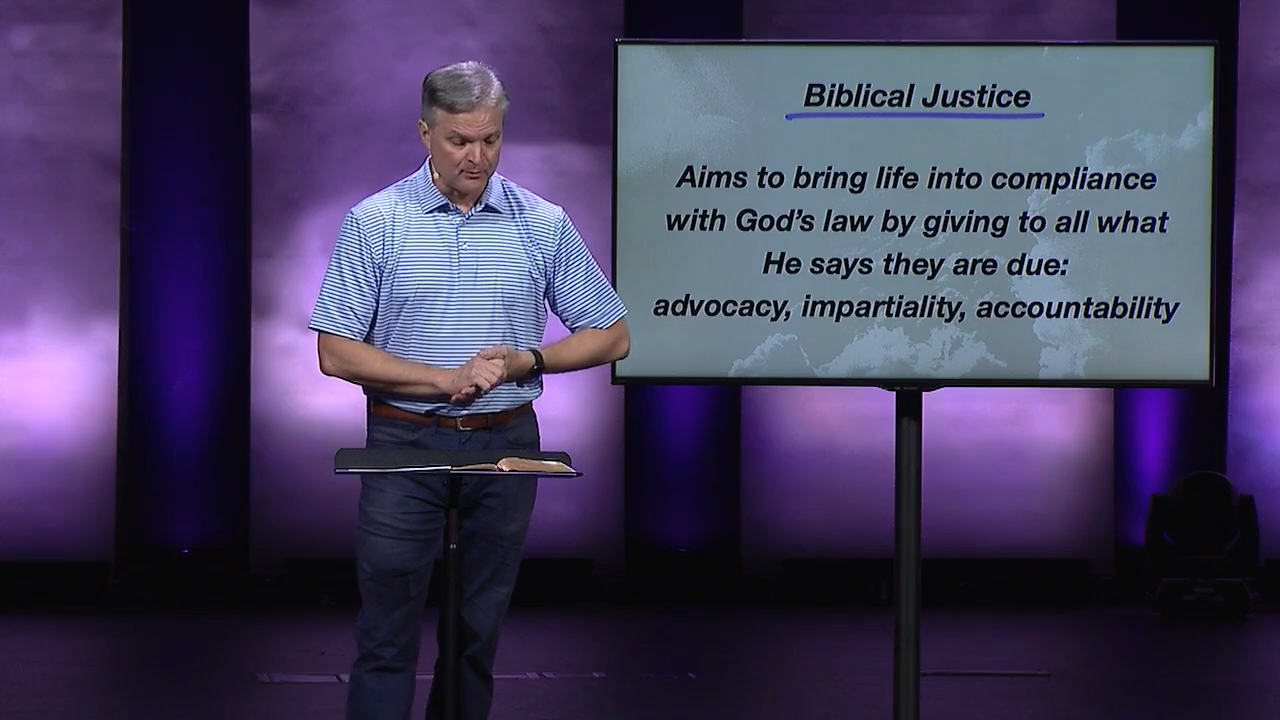 Biblical Justice
Aims to bring life into compliance
with God's law by giving to all what
He says they are due:
advocacy, impartiality, accountability